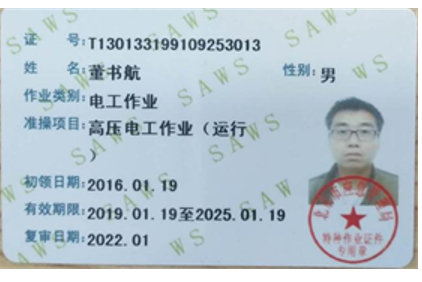 证 号:T130133199109253013
姓 名:董书航 性别:男
作业类别:电工作业
准操项目:高压电工作业（运行
）
初领日期:2016.01.19
有效期限:2019.01.19至2025.01.19
复审日期:2022.01
SAWS
特种作业证件
专用章